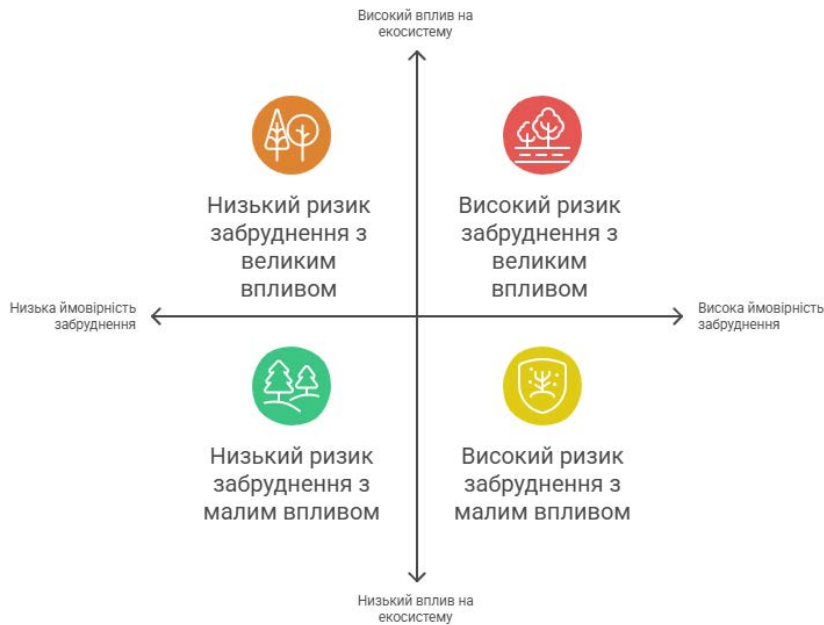 Високий вплив на
екосистему
Низький ризик
забруднення з
великим
впливом
Високий ризик
забруднення з
великим
впливом
Низька ймовірність
забруднення
Висока ймовірність
забруднення
Низький ризик
забруднення з
малим впливом
Високий ризик
забруднення з
малим впливом
Низький вплив на
екосистему